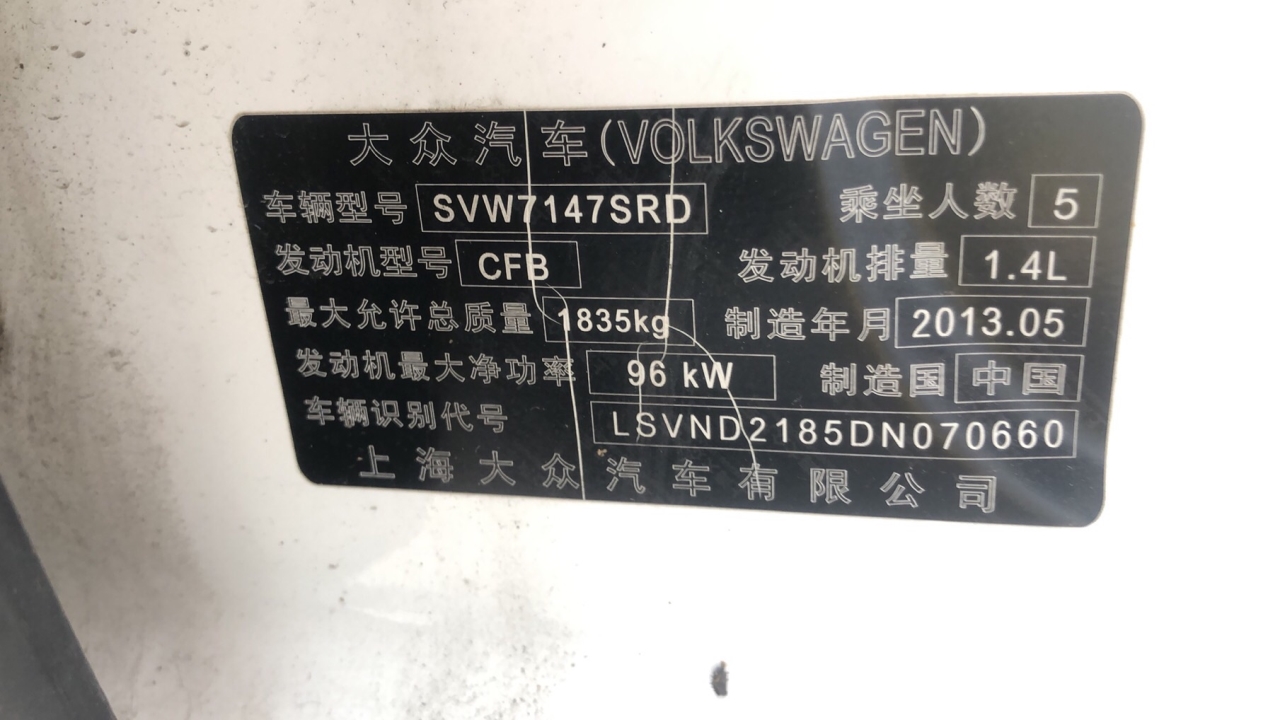 大众汽车(VOLKSWAGEN)
车辆型号 SVW7147SRD 乘坐人数 5
发动机型号 CFB 发动机排量 1.4L
最大允许总质量 1835kg 制造年月 2013.05
发动机最大净功率 96 kW 制造国 中国
车辆识别代号 LSVND2185DN070660
上海大众汽车有限公司